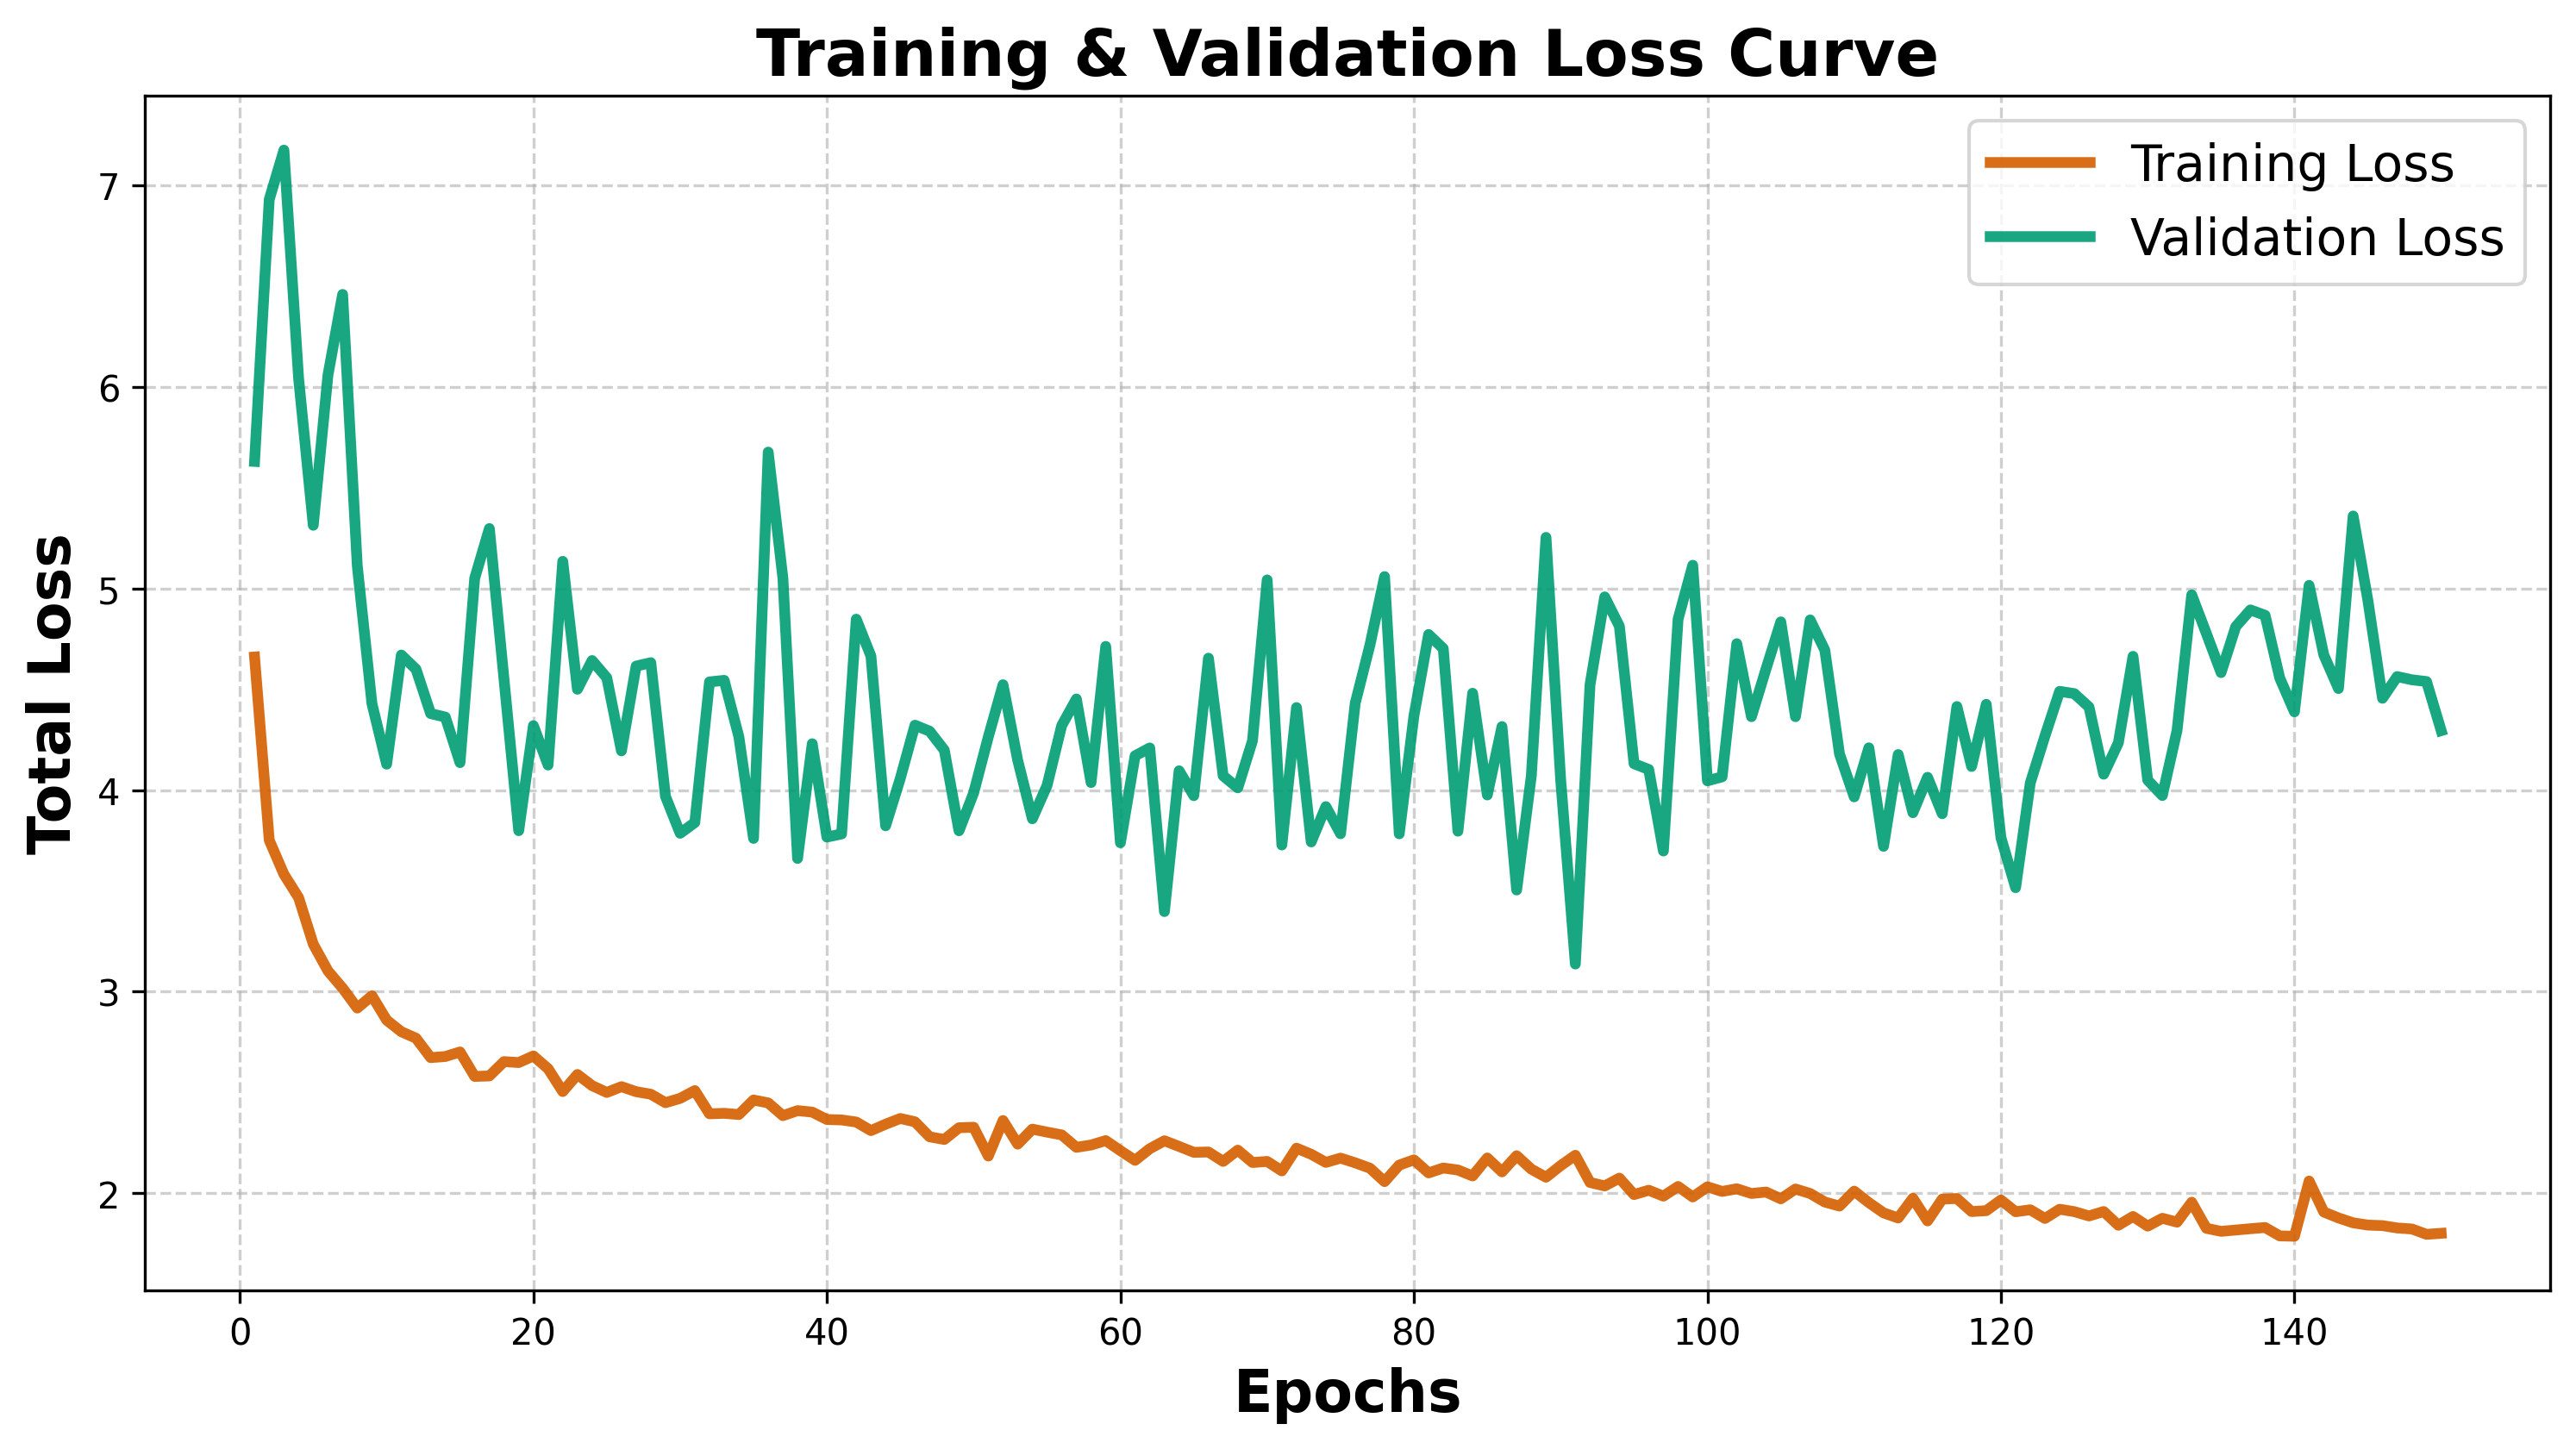 Training & Validation Loss Curve
Training Loss
Validation Loss
Total Loss
7
6
5
4
3
2
0 20 40 60 80 100 120 140
Epochs